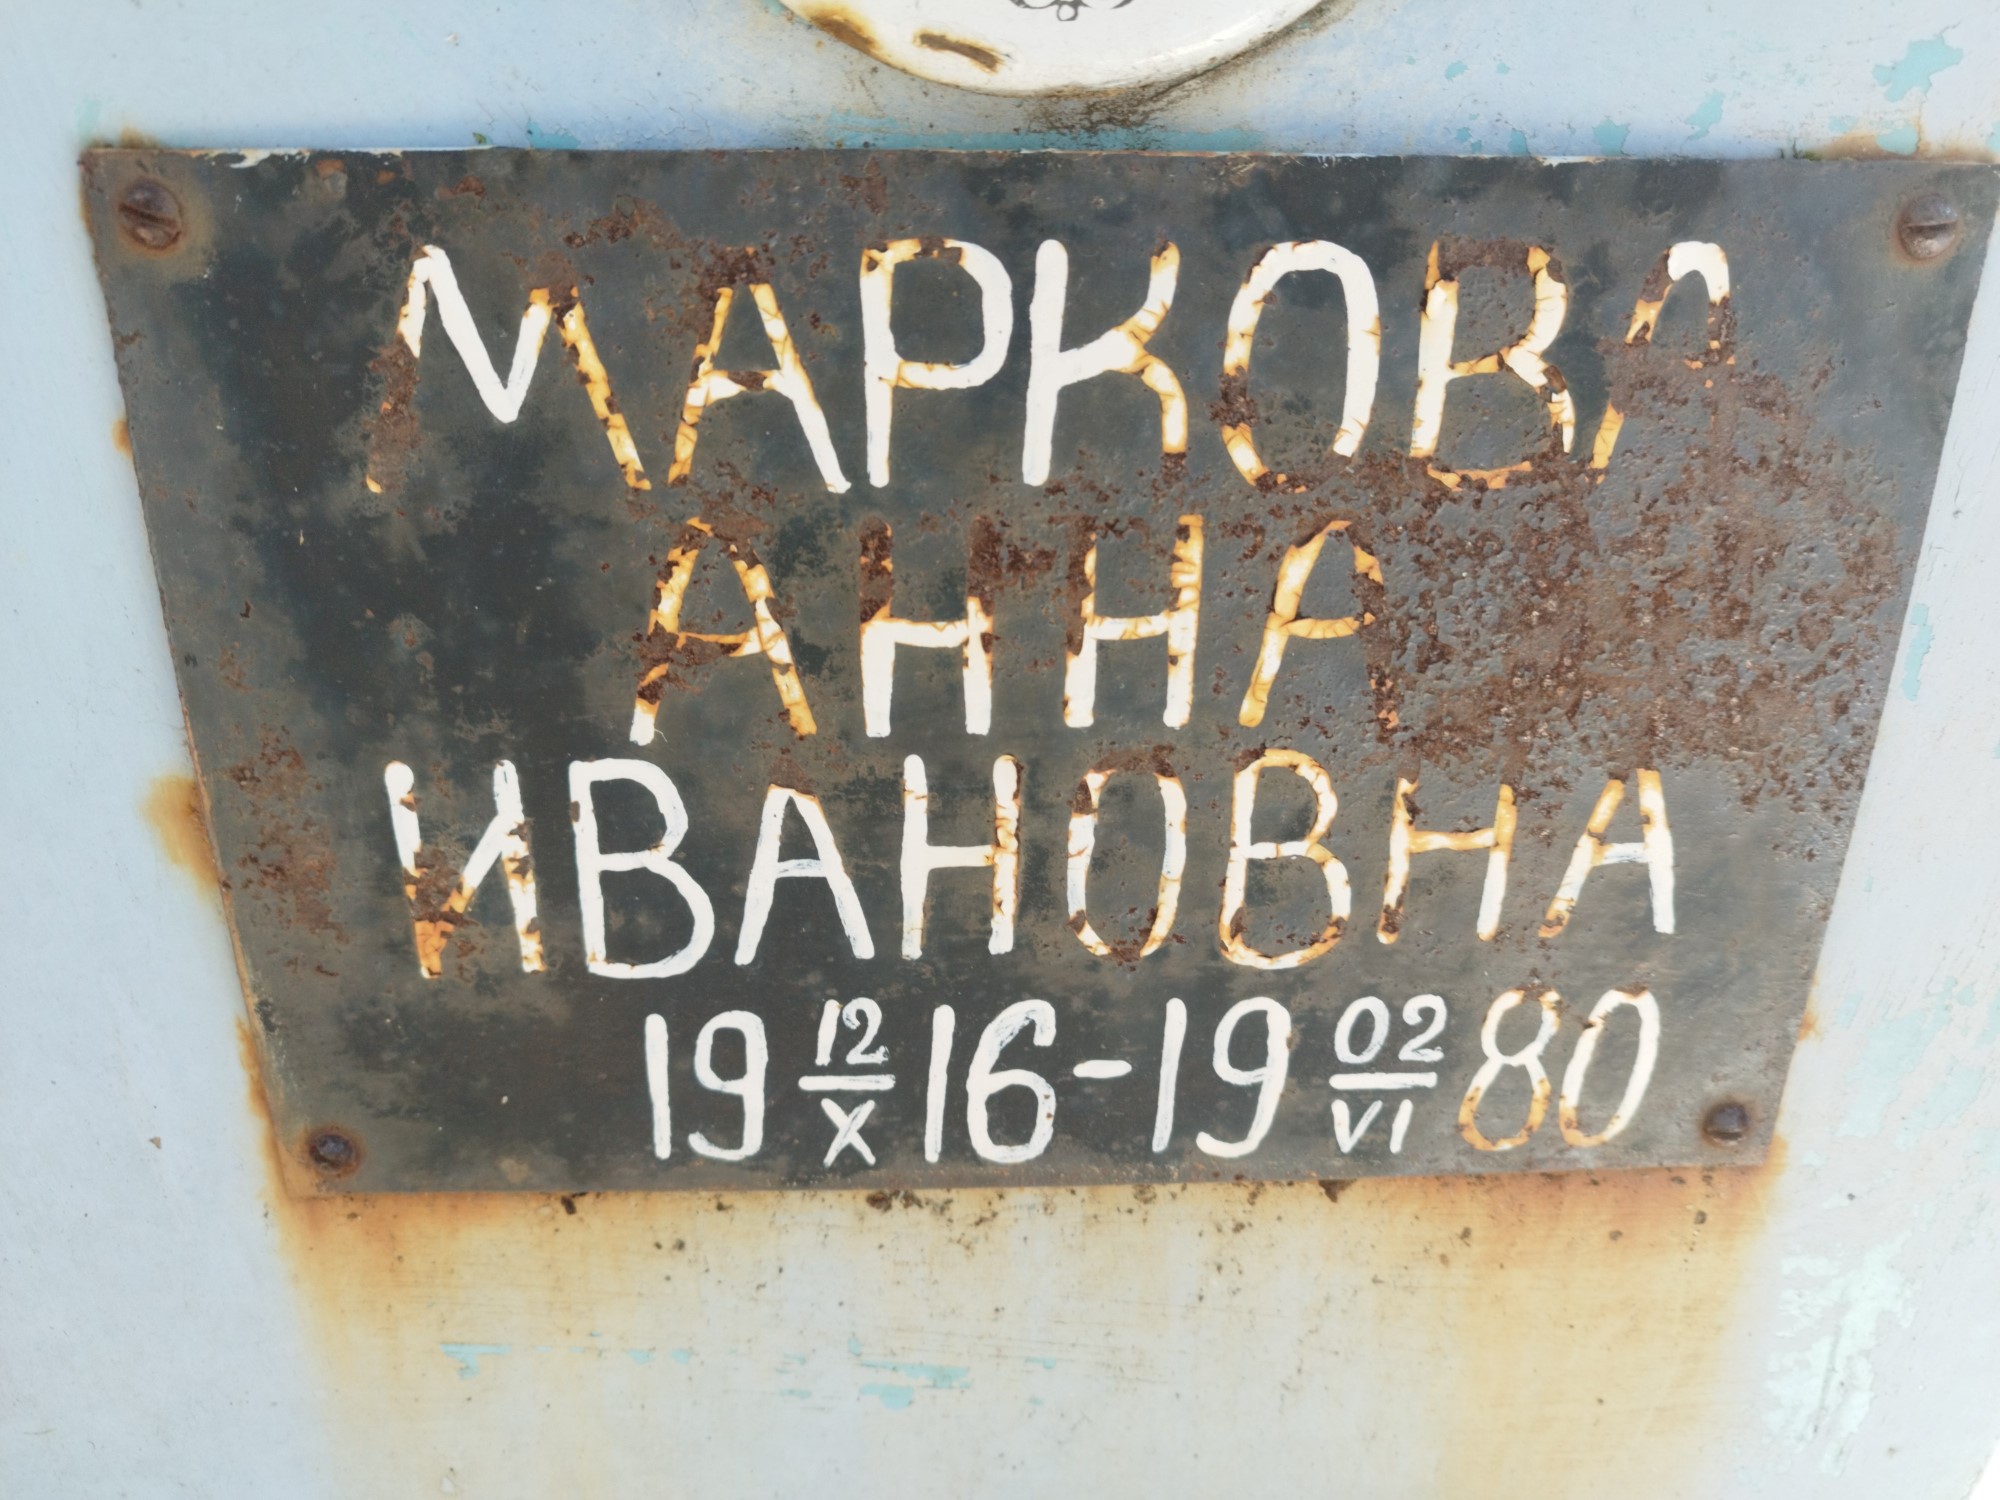 МАРКОВА
АННА
ИВАНОВНА
19 12/X 16-19 02/VI 80